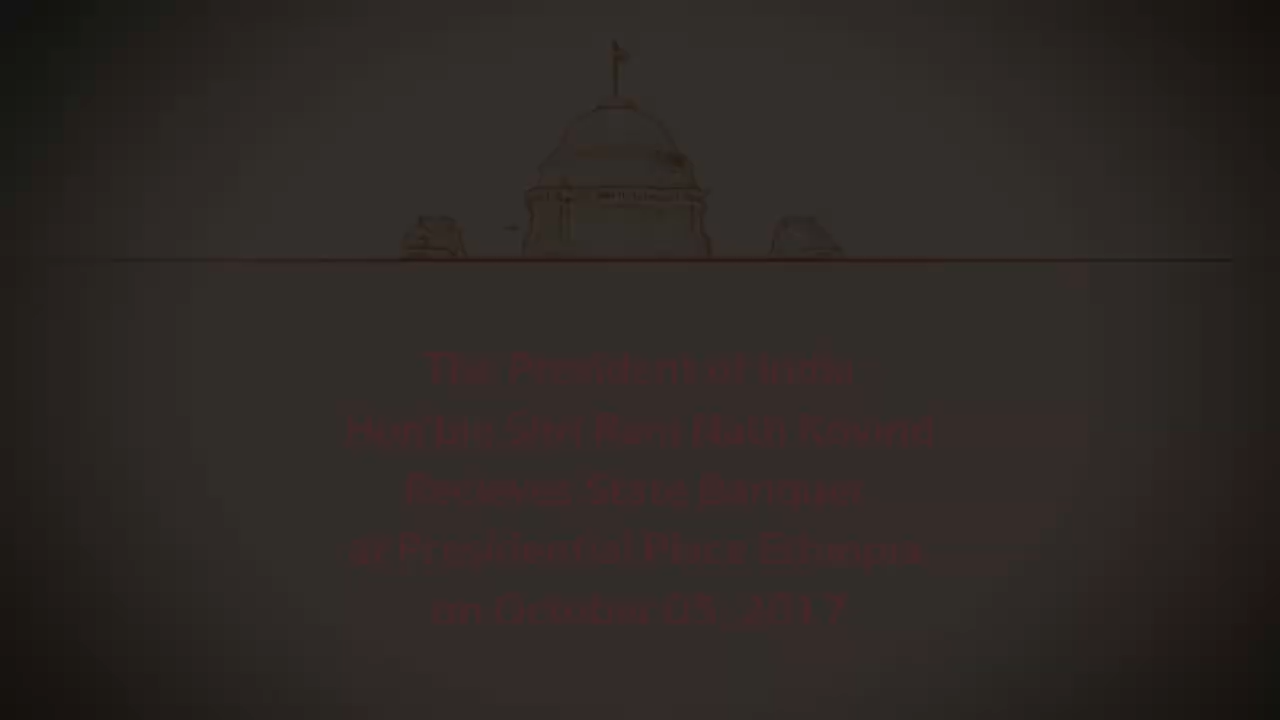 The President of India
Hon'ble Shri Ram Nath Kovind
Recieves State Banquet
at Presidential Place Ethiopia
on October 05, 2017